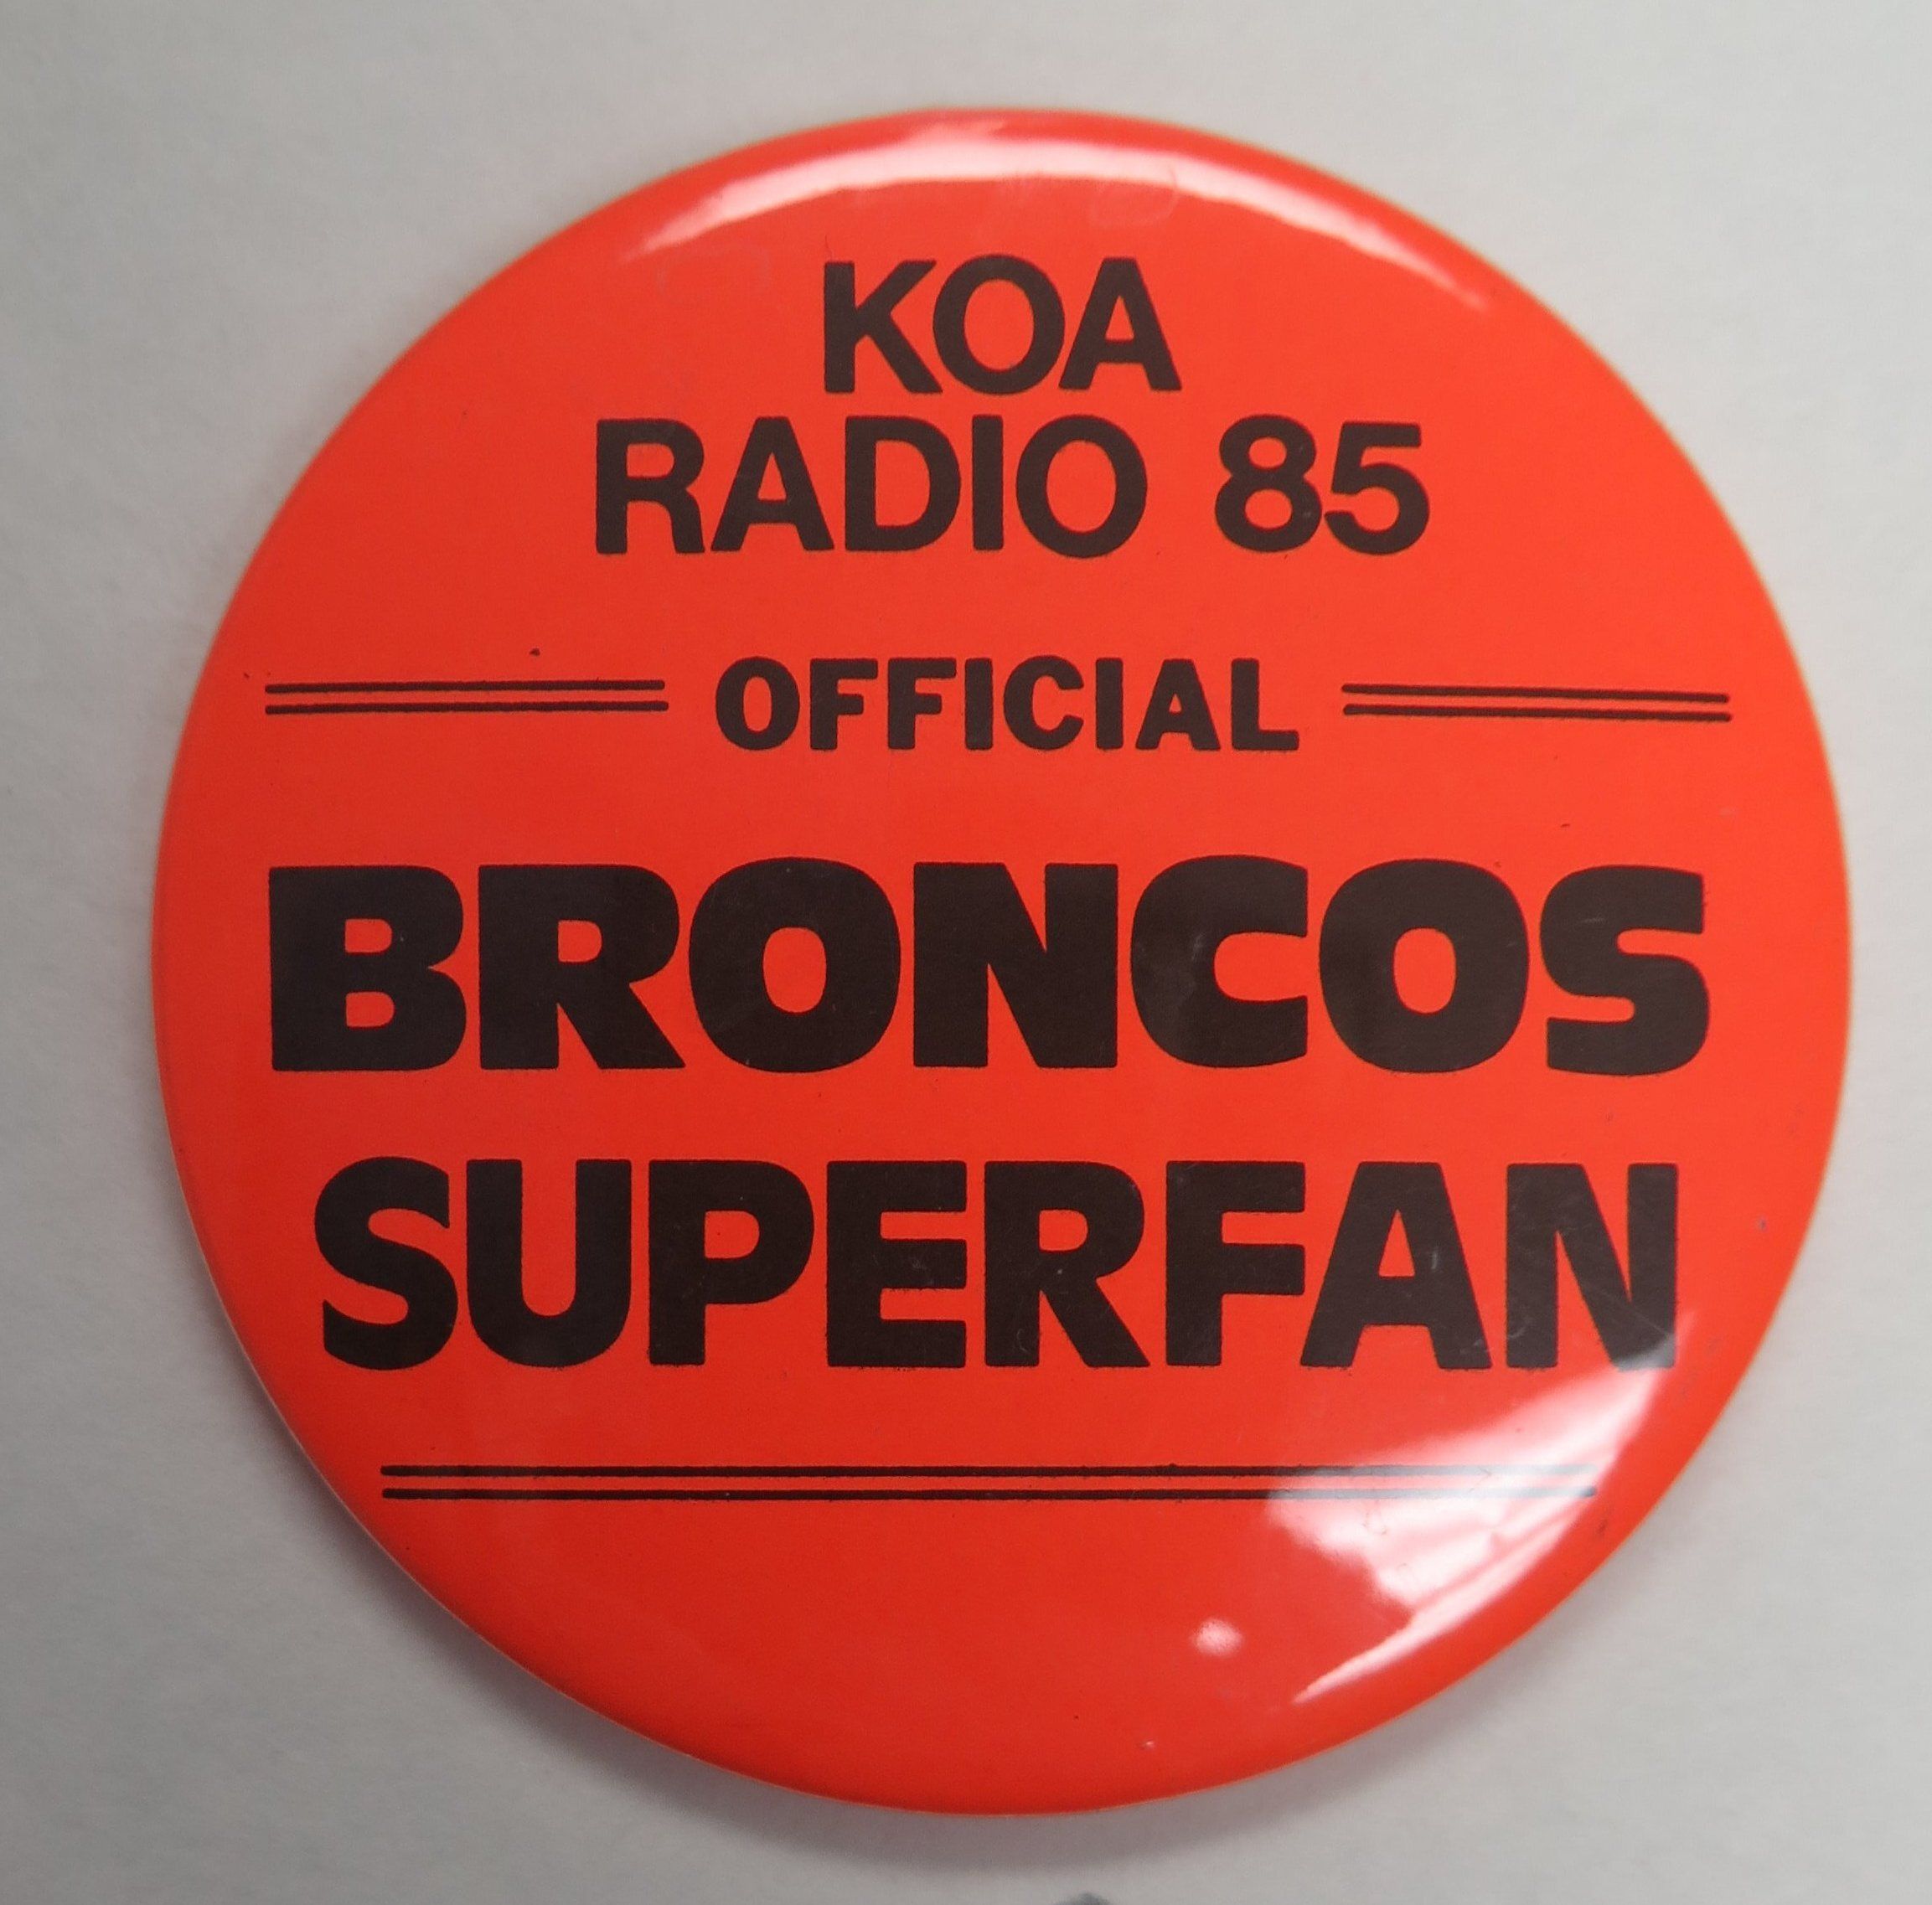 KOA
RADIO 85
OFFICIAL
BRONCOS
SUPERFAN